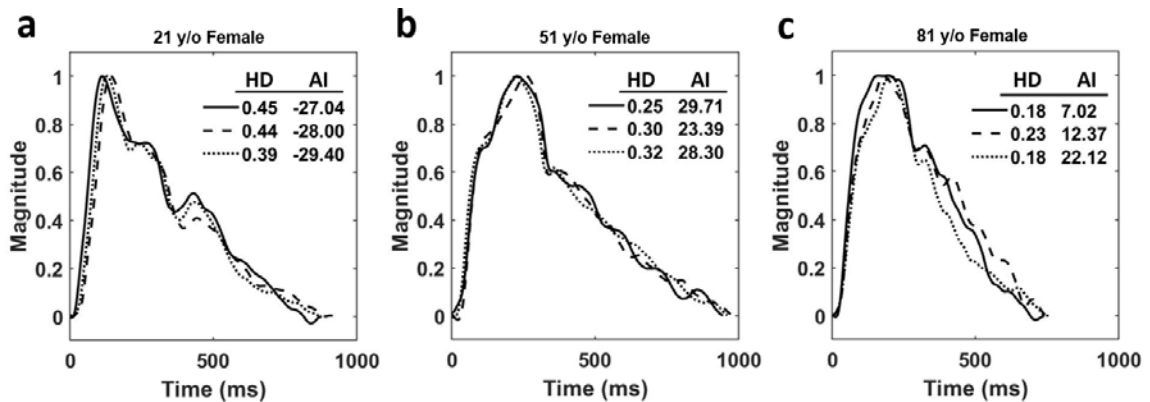 a
21 y/o Female
HD AI
0.45 -27.04
0.44 -28.00
0.39 -29.40
Magnitude
1
0.8
0.6
0.4
0.2
0
0 500 1000
Time (ms)
b
51 y/o Female
HD AI
0.25 29.71
0.30 23.39
0.32 28.30
Magnitude
1
0.8
0.6
0.4
0.2
0
0 500 1000
Time (ms)
c
81 y/o Female
HD AI
0.18 7.02
0.23 12.37
0.18 22.12
Magnitude
1
0.8
0.6
0.4
0.2
0
0 500 1000
Time (ms)